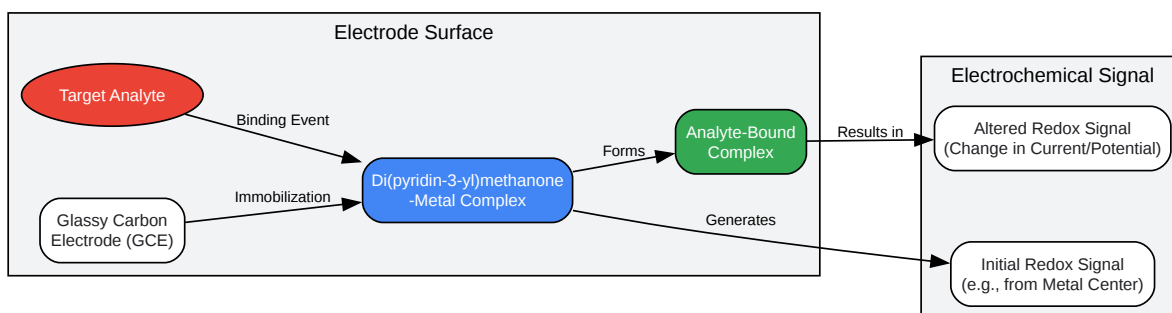 Electrode Surface
Target Analyte
Binding Event
Glassy Carbon
Electrode (GCE)
Immobilization
Di(pyridin-3-yl)methanone
-Metal Complex
Forms
Generates
Analyte-Bound
Complex
Results in
Electrochemical Signal
Altered Redox Signal
(Change in Current/Potential)
Initial Redox Signal
(e.g., from Metal Center)